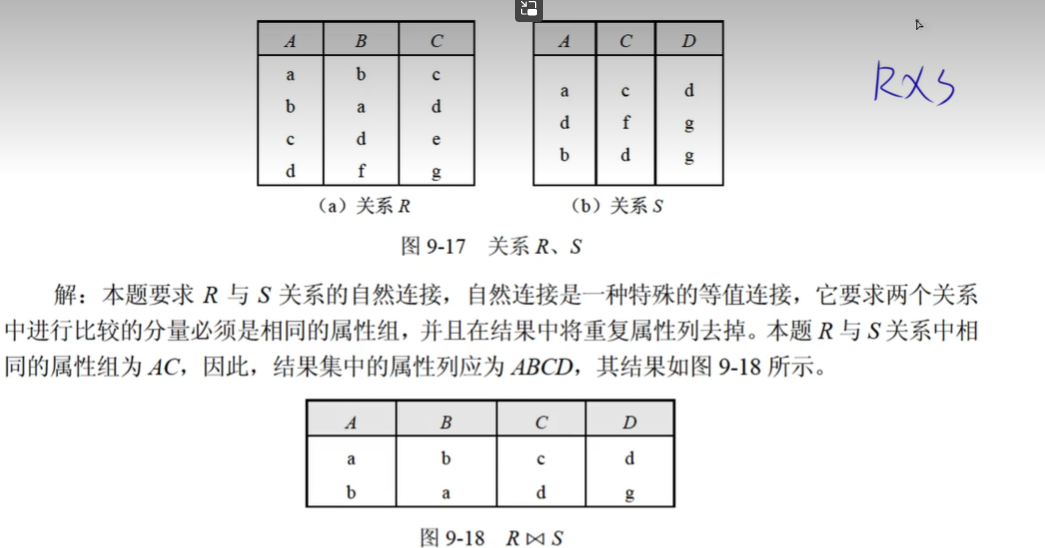 A B C A C D
a b c a c d
b a d d f g
c d e b d g
d f g
R×S
（a）关系 R （b）关系 S
图 9-17 关系 R、S
解：本题要求 R 与 S 关系的自然连接，自然连接是一种特殊的等值连接，它要求两个关系
中进行比较的分量必须是相同的属性组，并且在结果中将重复属性列去掉。本题 R 与 S 关系中相
同的属性组为 AC，因此，结果集中的属性列应为 ABCD，其结果如图 9-18 所示。
A B C D
a b c d
b a d g
图 9-18 R⋈S